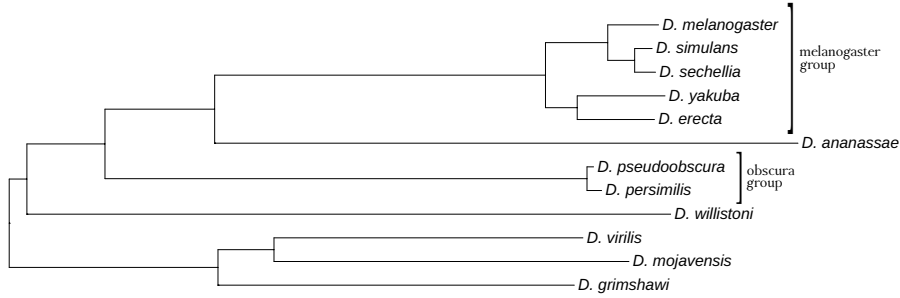 D. melanogaster
D. simulans
D. sechellia
D. yakuba
D. erecta
melanogaster
group
D. ananassae
D. pseudoobscura
D. persimilis
obscura
group
D. willistoni
D. virilis
D. mojavensis
D. grimshawi